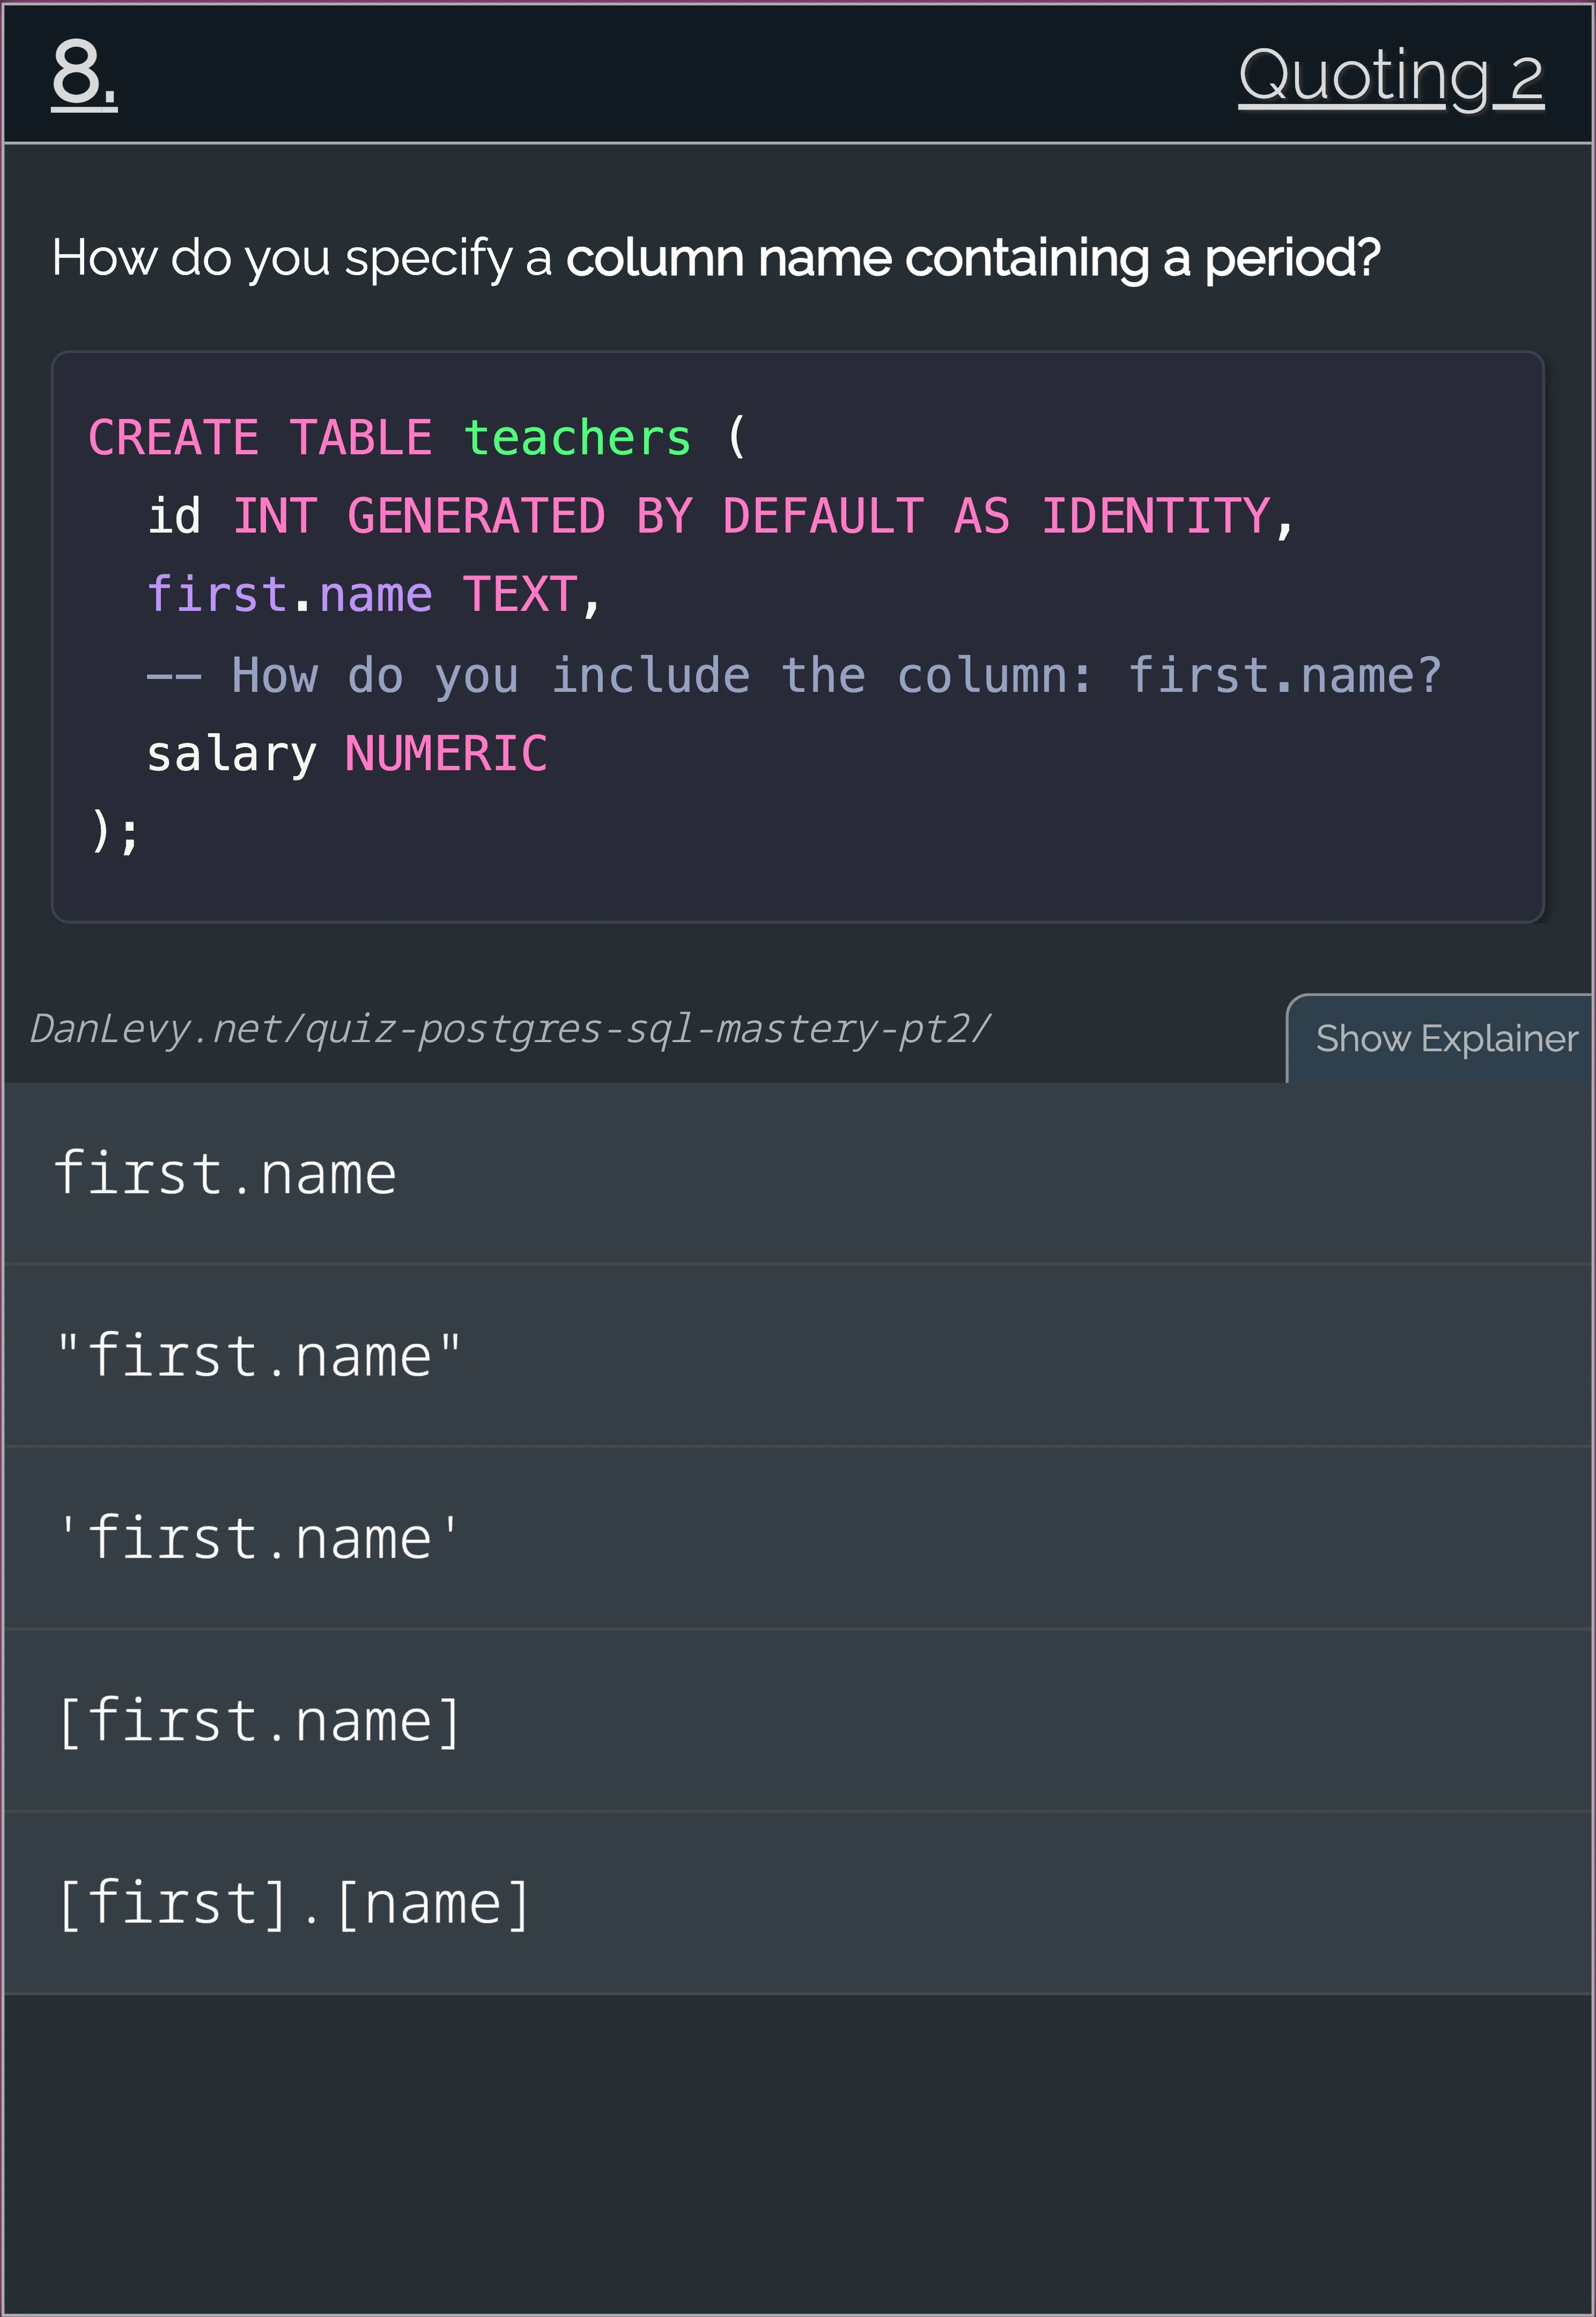 8.
Quoting 2
How do you specify a column name containing a period?
CREATE TABLE teachers (
  id INT GENERATED BY DEFAULT AS IDENTITY,
  first.name TEXT,
  -- How do you include the column: first.name?
  salary NUMERIC
);
DanLevy.net/quiz-postgres-sql-mastery-pt2/
Show Explainer
first.name
"first.name"
'first.name'
[first.name]
[first].[name]